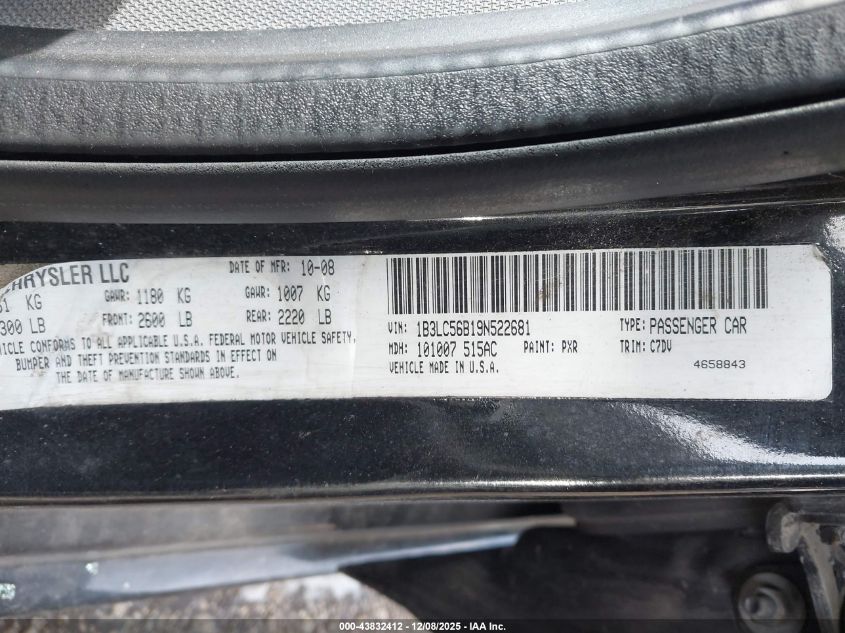 CHRYSLER LLC DATE OF MFR: 10-08
51 KG GAWR: 1180 KG GAWR: 1007 KG
300 LB FRONT: 2600 LB REAR: 2220 LB
ICLE CONFORMS TO ALL APPLICABLE U.S.A. FEDERAL MOTOR VEHICLE SAFETY,
BUMPER AND THEFT PREVENTION STANDARDS IN EFFECT ON
THE DATE OF MANUFACTURE SHOWN ABOVE.
VIN: 1B3LC56B19N522681 TYPE: PASSENGER CAR
MDH: 101007 515AC PAINT: PXR TRIM: C7DV
VEHICLE MADE IN U.S.A. 4658843
000-43832412 - 12/08/2025 - IAA Inc.